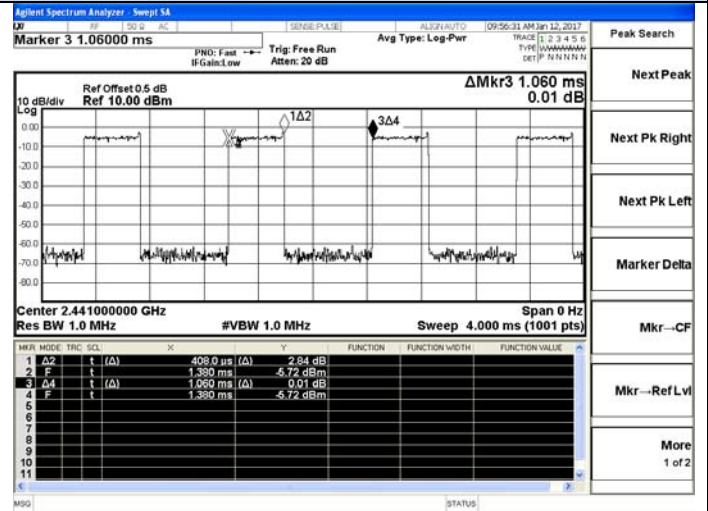 Agilent Spectrum Analyzer - Swept SA
LXI RF 50 Ω AC SENSE:PULSE ALIGN AUTO 09:56:31 AM Jan 12, 2017
Marker 3 1.06000 ms
PNO: Fast
IFGain:Low
Trig: Free Run
Atten: 20 dB
Avg Type: Log-Pwr
TRACE 1 2 3 4 5 6
TYPE WWWWWW
DET P N N N N N
Peak Search
Ref Offset 0.5 dB
10 dB/div Ref 10.00 dBm
Log
ΔMkr3 1.060 ms
0.01 dB
1Δ2
3Δ4
0.00
-10.0
-20.0
-30.0
-40.0
-50.0
-60.0
-70.0
-80.0
Center 2.441000000 GHz Span 0 Hz
Res BW 1.0 MHz #VBW 1.0 MHz Sweep 4.000 ms (1001 pts)
MKR MODE TRC SCL X Y FUNCTION FUNCTION WIDTH FUNCTION VALUE
1 Δ2 t (Δ) 408.0 µs (Δ) 2.84 dB
2 F t 1.380 ms -5.72 dBm
3 Δ4 t (Δ) 1.060 ms (Δ) 0.01 dB
4 F t 1.380 ms -5.72 dBm
5
6
7
8
9
10
11
MSG STATUS
Next Peak
Next Pk Right
Next Pk Left
Marker Delta
Mkr→CF
Mkr→Ref Lvl
More
1 of 2